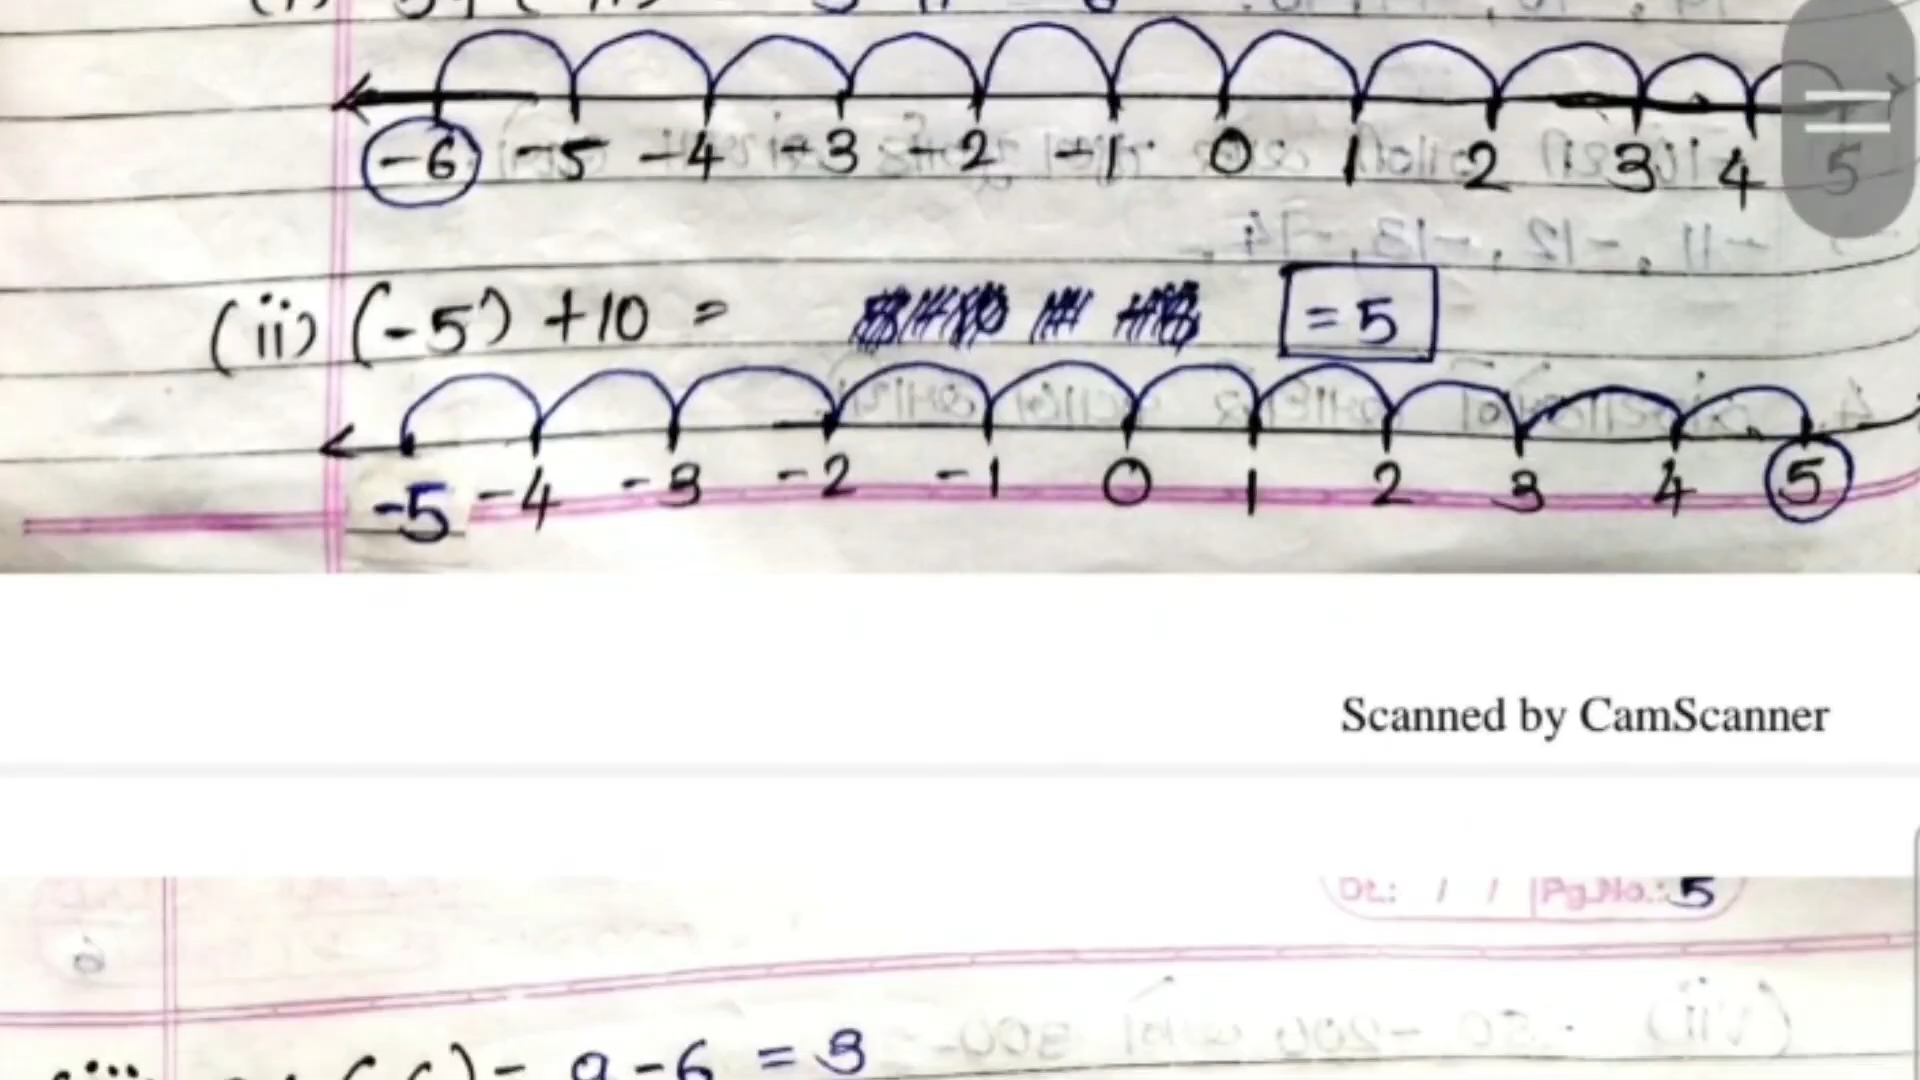 -6 -5 -4 -3 -2 -1 0 1 2 3 4 5
(ii) (-5) +10 = = 5
-5 -4 -3 -2 -1 0 1 2 3 4 5
Scanned by CamScanner
Dt.: / / Pg.No.: 5
9 - 6 = 3